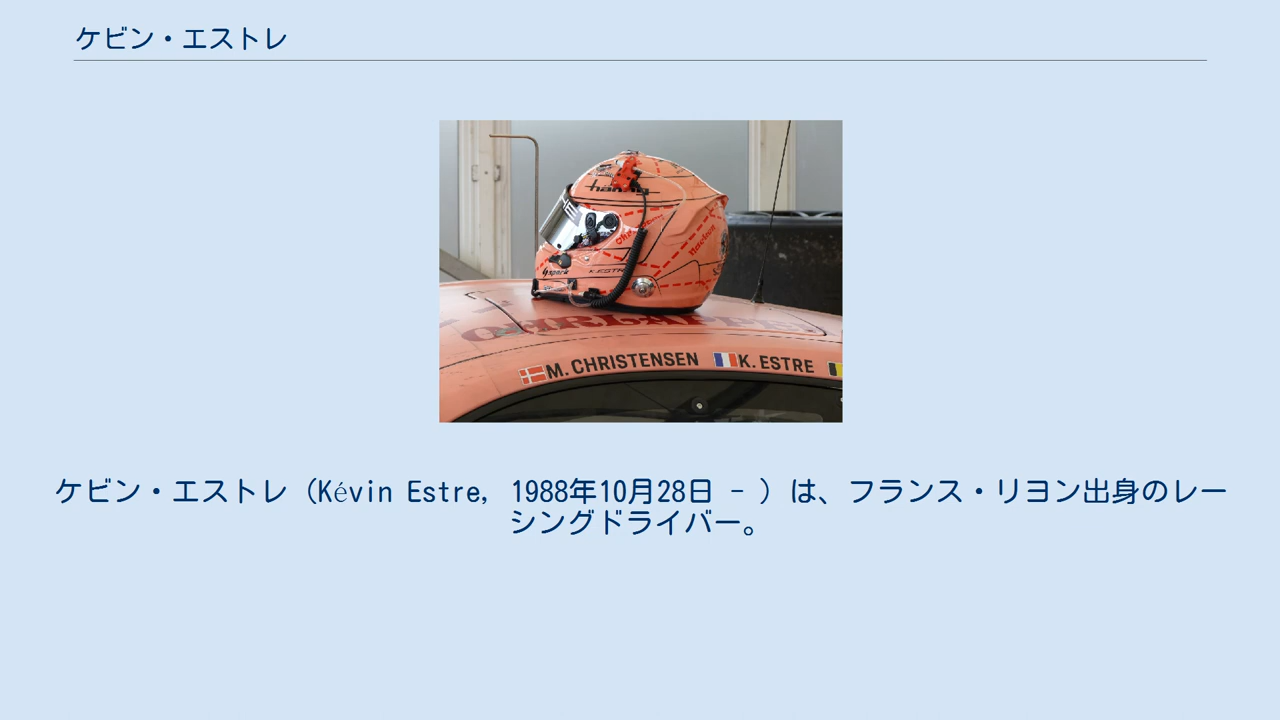 ケビン・エストレ
hän
K.ESTR
M. CHRISTENSEN K. ESTRE
ケビン・エストレ（Kévin Estre, 1988年10月28日 - ）は、フランス・リヨン出身のレー
シングドライバー。